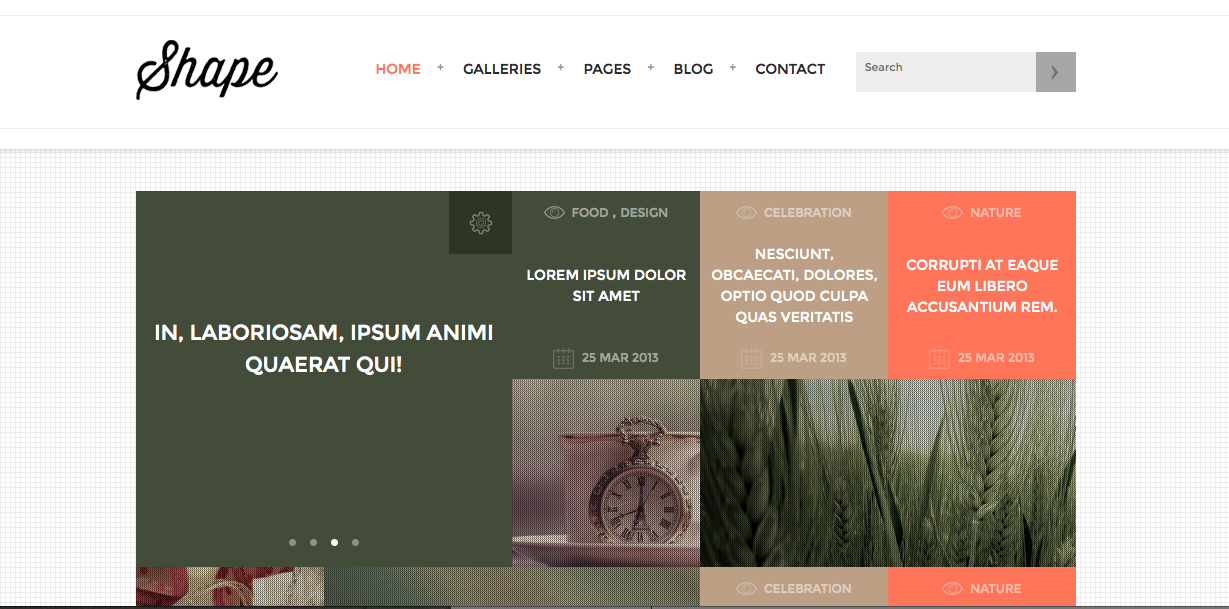 Shape
HOME + GALLERIES + PAGES + BLOG + CONTACT
Search
IN, LABORIOSAM, IPSUM ANIMI
QUAERAT QUI!
FOOD , DESIGN
LOREM IPSUM DOLOR
SIT AMET
25 MAR 2013
CELEBRATION
NESCIUNT,
OBCAECATI, DOLORES,
OPTIO QUOD CULPA
QUAS VERITATIS
25 MAR 2013
NATURE
CORRUPTI AT EAQUE
EUM LIBERO
ACCUSANTIUM REM.
25 MAR 2013
CELEBRATION
NATURE